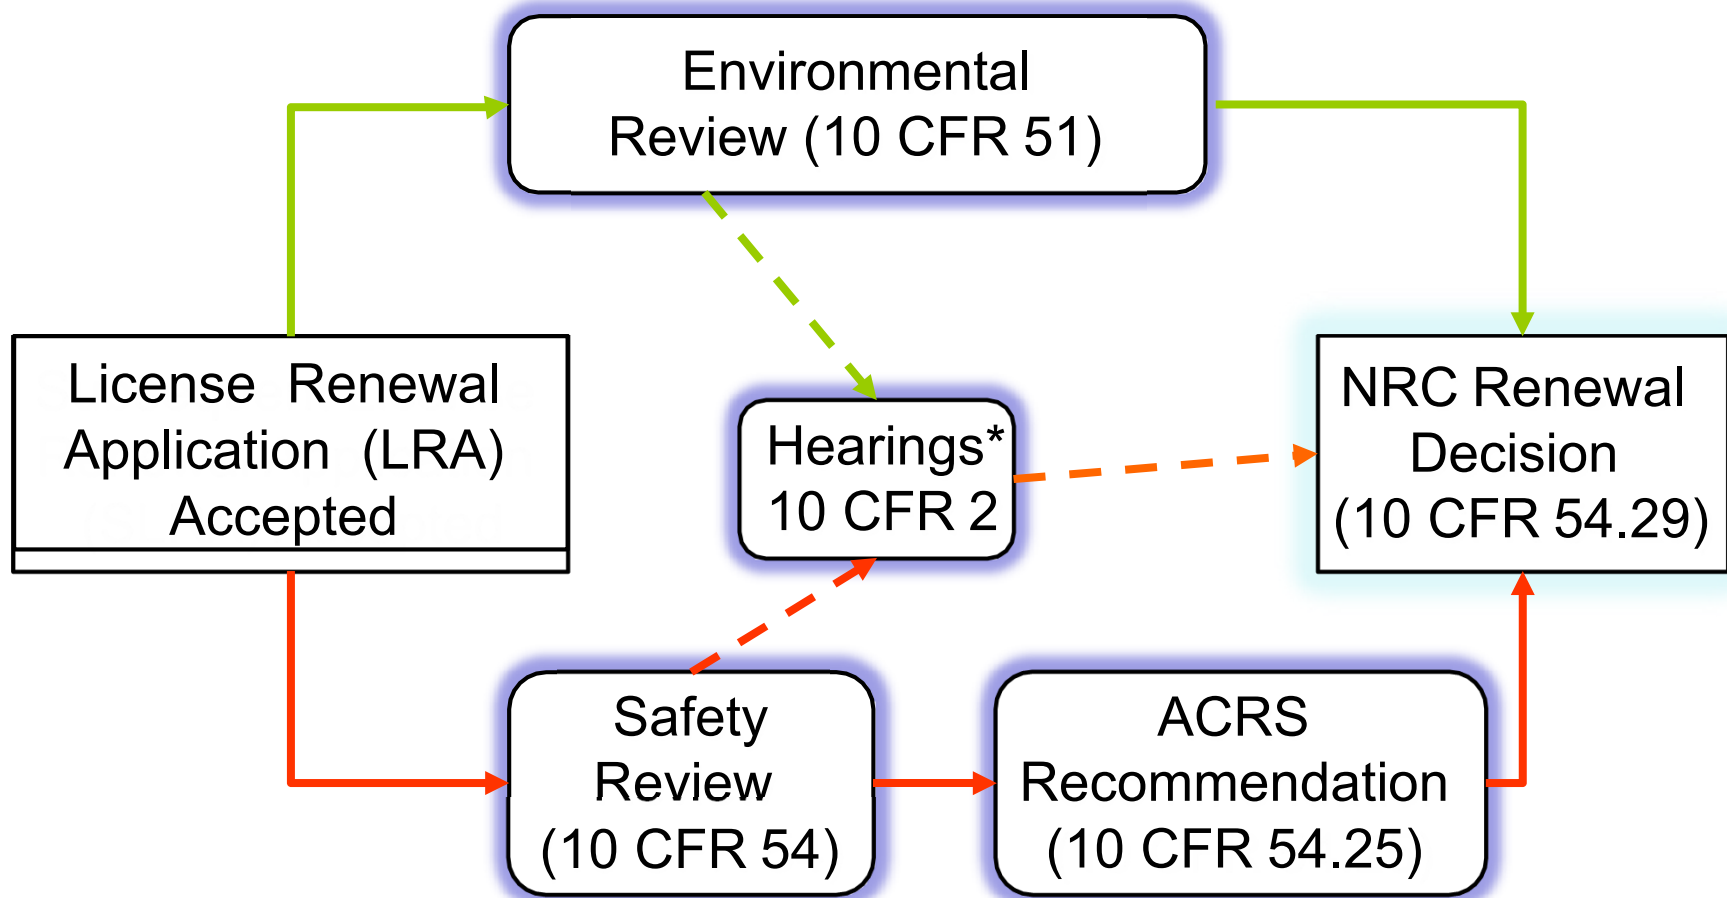 Environmental
Review (10 CFR 51)
License Renewal
Application (LRA)
Accepted
Hearings*
10 CFR 2
NRC Renewal
Decision
(10 CFR 54.29)
Safety
Review
(10 CFR 54)
ACRS
Recommendation
(10 CFR 54.25)